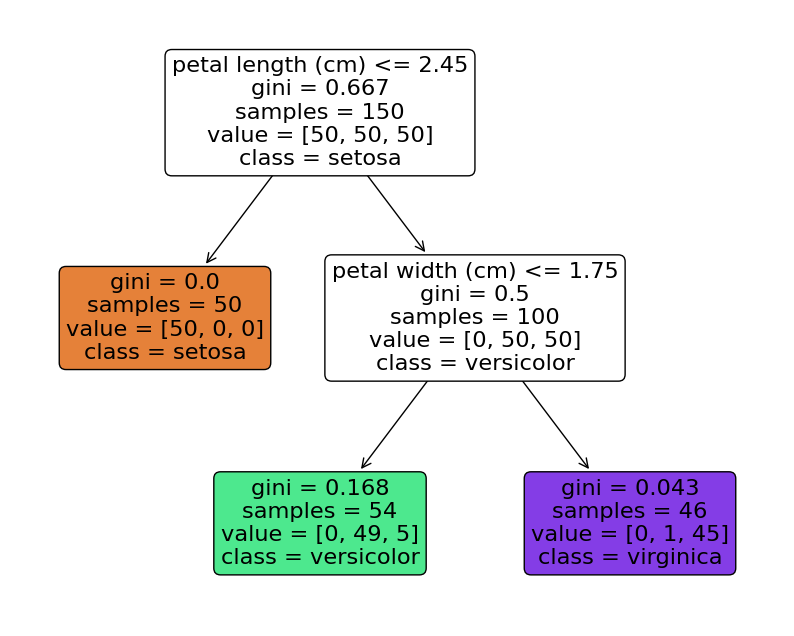 petal length (cm) <= 2.45
gini = 0.667
samples = 150
value = [50, 50, 50]
class = setosa
gini = 0.0
samples = 50
value = [50, 0, 0]
class = setosa
petal width (cm) <= 1.75
gini = 0.5
samples = 100
value = [0, 50, 50]
class = versicolor
gini = 0.168
samples = 54
value = [0, 49, 5]
class = versicolor
gini = 0.043
samples = 46
value = [0, 1, 45]
class = virginica